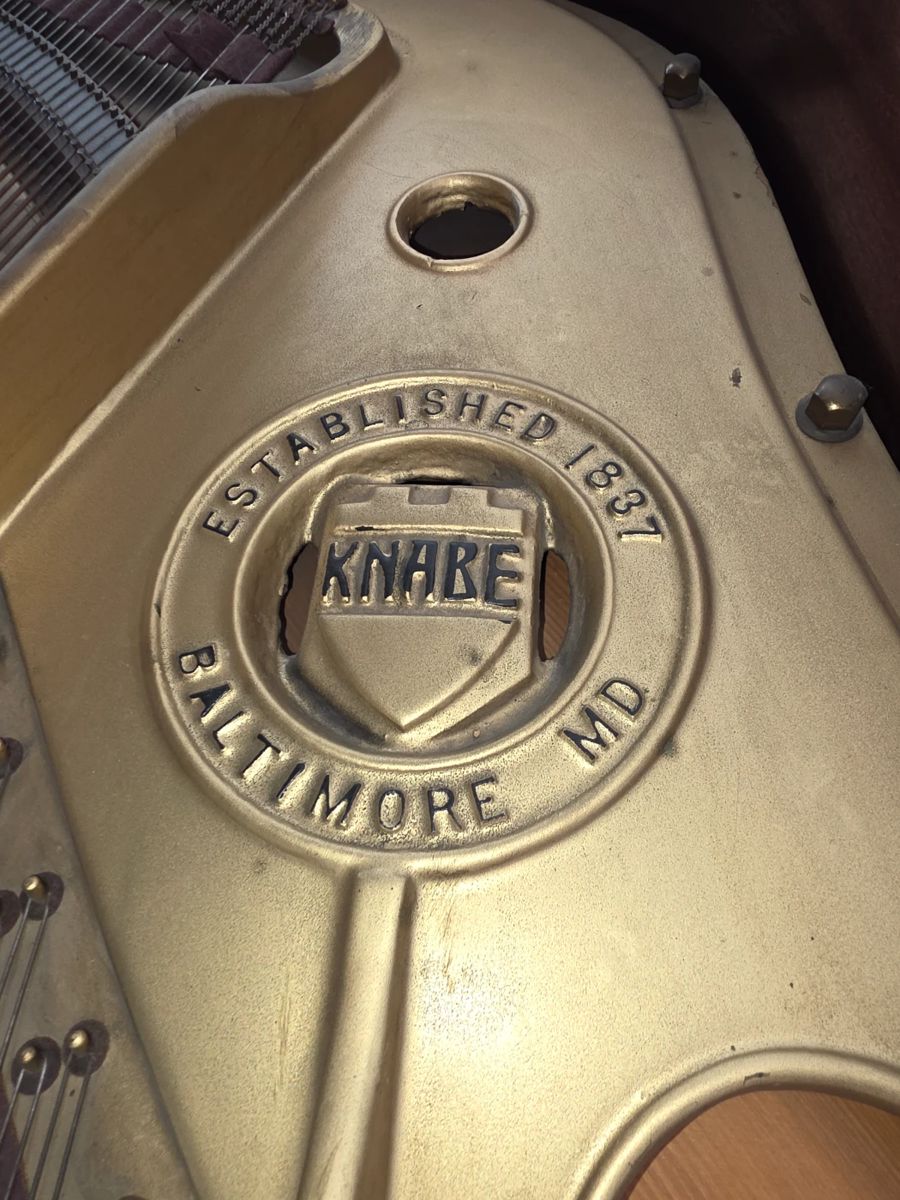 ESTABLISHED 1837
KNABE
BALTIMORE MD